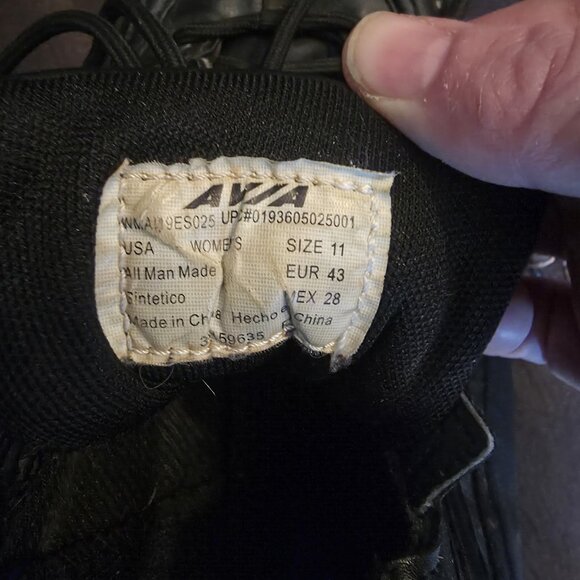 AVIA
#0193605025001
USA WOMEN'S SIZE 11
All Man Made EUR 43
Sintetico MEX 28
Made in China Hecho en China